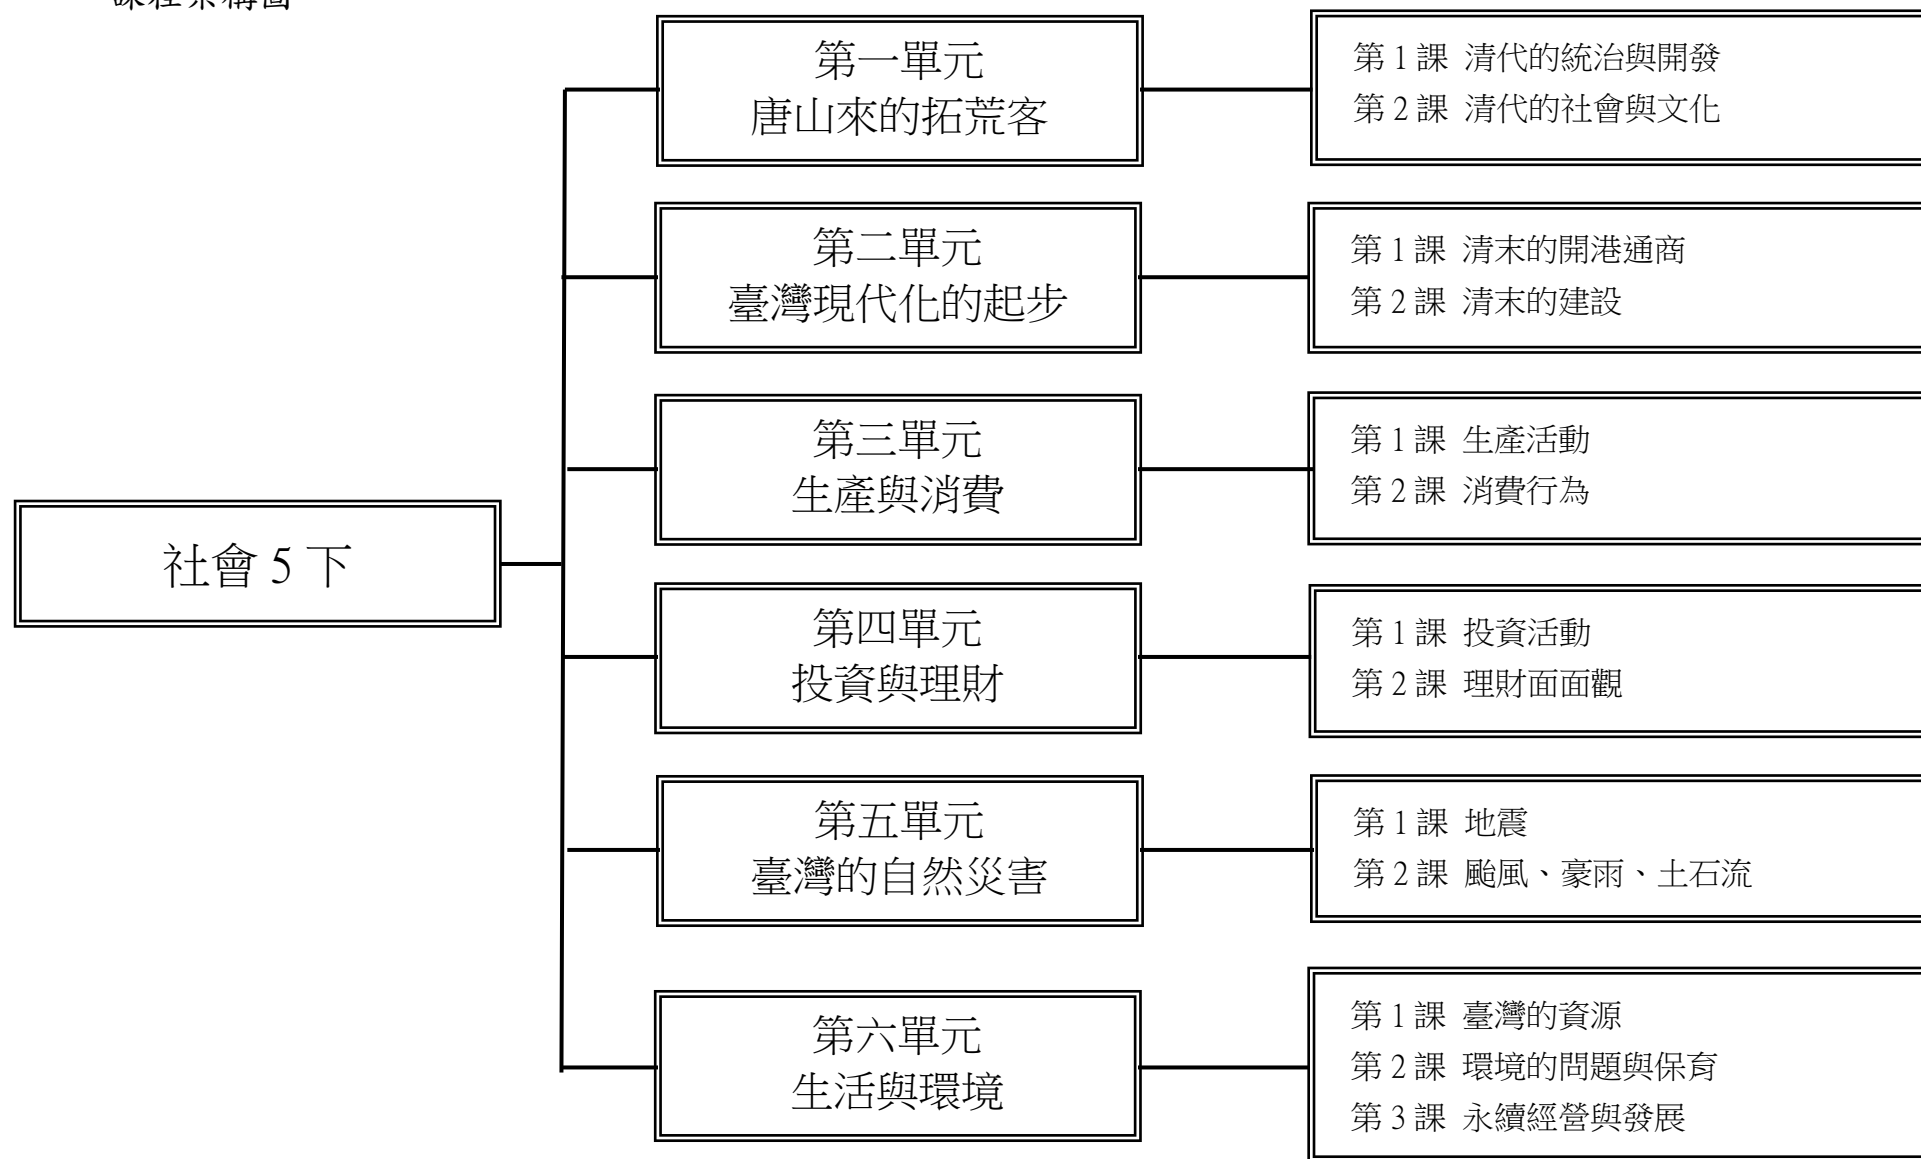 課程架構圖
社會 5 下
第一單元
唐山來的拓荒客
第 1 課 清代的統治與開發
第 2 課 清代的社會與文化
第二單元
臺灣現代化的起步
第 1 課 清末的開港通商
第 2 課 清末的建設
第三單元
生產與消費
第 1 課 生產活動
第 2 課 消費行為
第四單元
投資與理財
第 1 課 投資活動
第 2 課 理財面面觀
第五單元
臺灣的自然災害
第 1 課 地震
第 2 課 颱風、豪雨、土石流
第六單元
生活與環境
第 1 課 臺灣的資源
第 2 課 環境的問題與保育
第 3 課 永續經營與發展